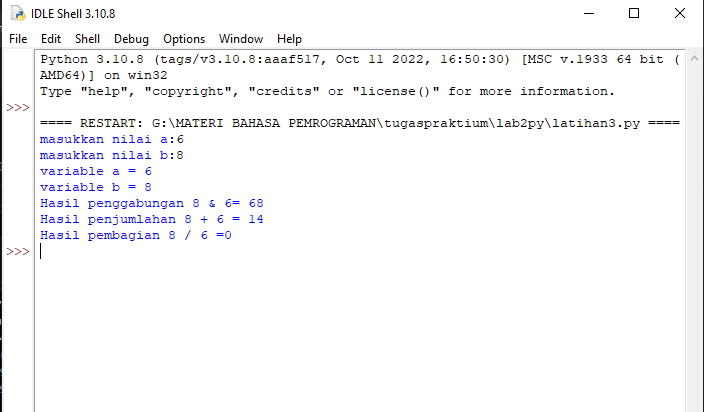 IDLE Shell 3.10.8
File Edit Shell Debug Options Window Help
Python 3.10.8 (tags/v3.10.8:aaaf517, Oct 11 2022, 16:50:30) [MSC v.1933 64 bit (
AMD64)] on win32
Type "help", "copyright", "credits" or "license()" for more information.
>>>
==== RESTART: G:\MATERI BAHASA PEMROGRAMAN\tugaspraktium\lab2py\latihan3.py ====
masukkan nilai a:6
masukkan nilai b:8
variable a = 6
variable b = 8
Hasil penggabungan 8 & 6= 68
Hasil penjumlahan 8 + 6 = 14
Hasil pembagian 8 / 6 =0
>>>